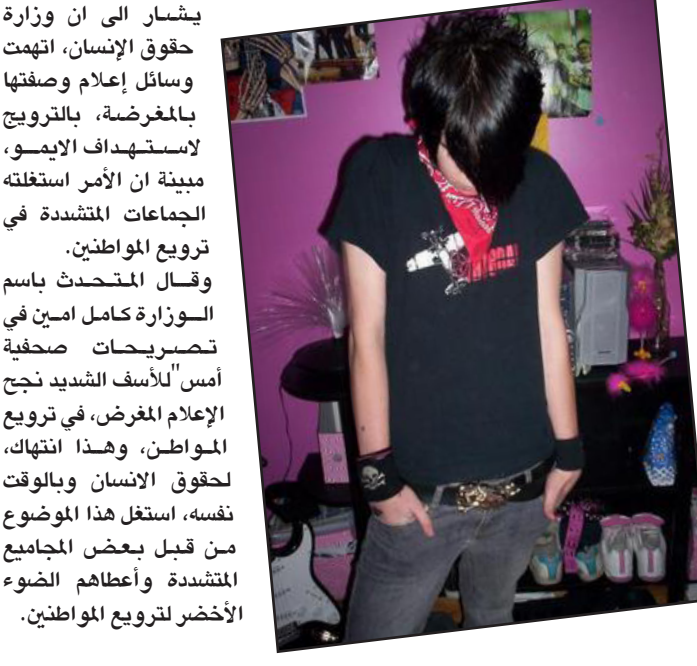 يشار الى ان وزارة
حقوق الإنسان، اتهمت
وسائل إعلام وصفتها
بالمغرضة، بالترويج
لاستهداف الايمو،
مبينة ان الأمر استغلته
الجماعات المتشددة في
ترويع المواطنين.
وقال المتحدث باسم
الوزارة كامل امين في
تصريحات صحفية
أمس"للأسف الشديد نجح
الإعلام المغرض، في ترويع
المواطن، وهذا انتهاك،
لحقوق الانسان وبالوقت
نفسه، استغل هذا الموضوع
من قبل بعض المجاميع
المتشددة وأعطاهم الضوء
الأخضر لترويع المواطنين.